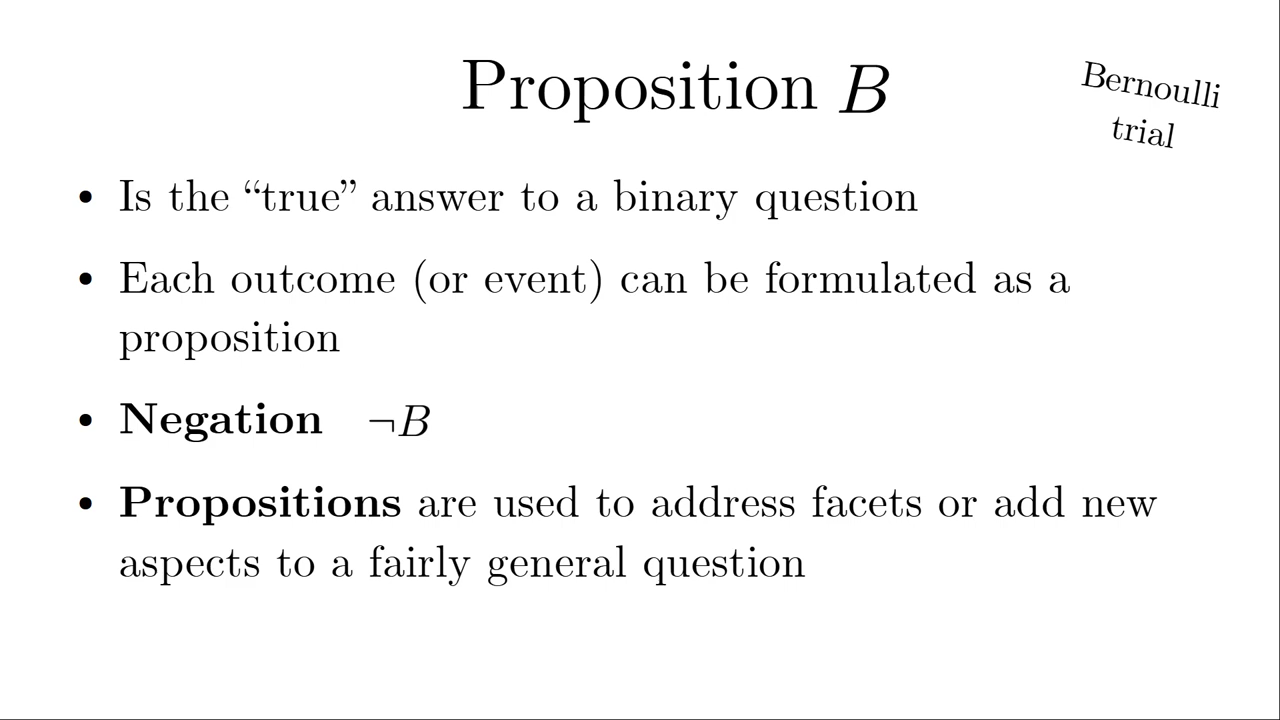 Proposition B
Bernoulli
trial
• Is the “true” answer to a binary question
• Each outcome (or event) can be formulated as a
proposition
• Negation ¬B
• Propositions are used to address facets or add new
aspects to a fairly general question